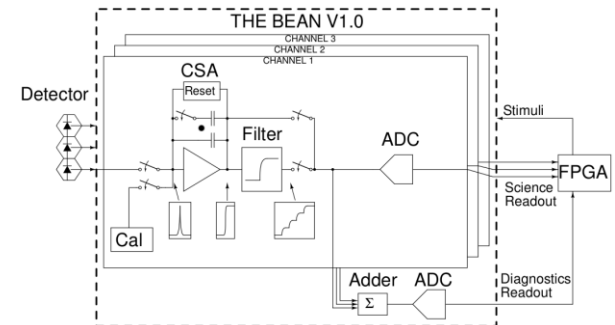 THE BEAN V1.0
CHANNEL 3
CHANNEL 2
CHANNEL 1
CSA
Reset
Detector
Stimuli
Filter
ADC
FPGA
Science
Readout
Cal
Adder
ADC
Diagnostics
Readout
Σ